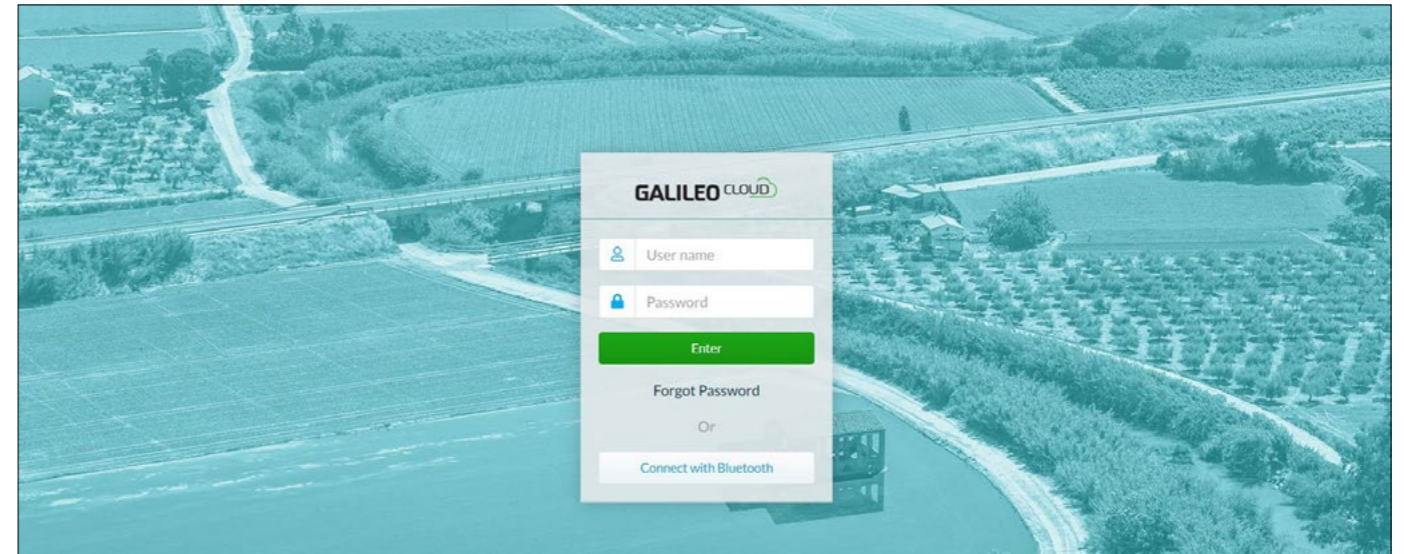 GALILEO CLOUD
User name
Password
Enter
Forgot Password
Or
Connect with Bluetooth